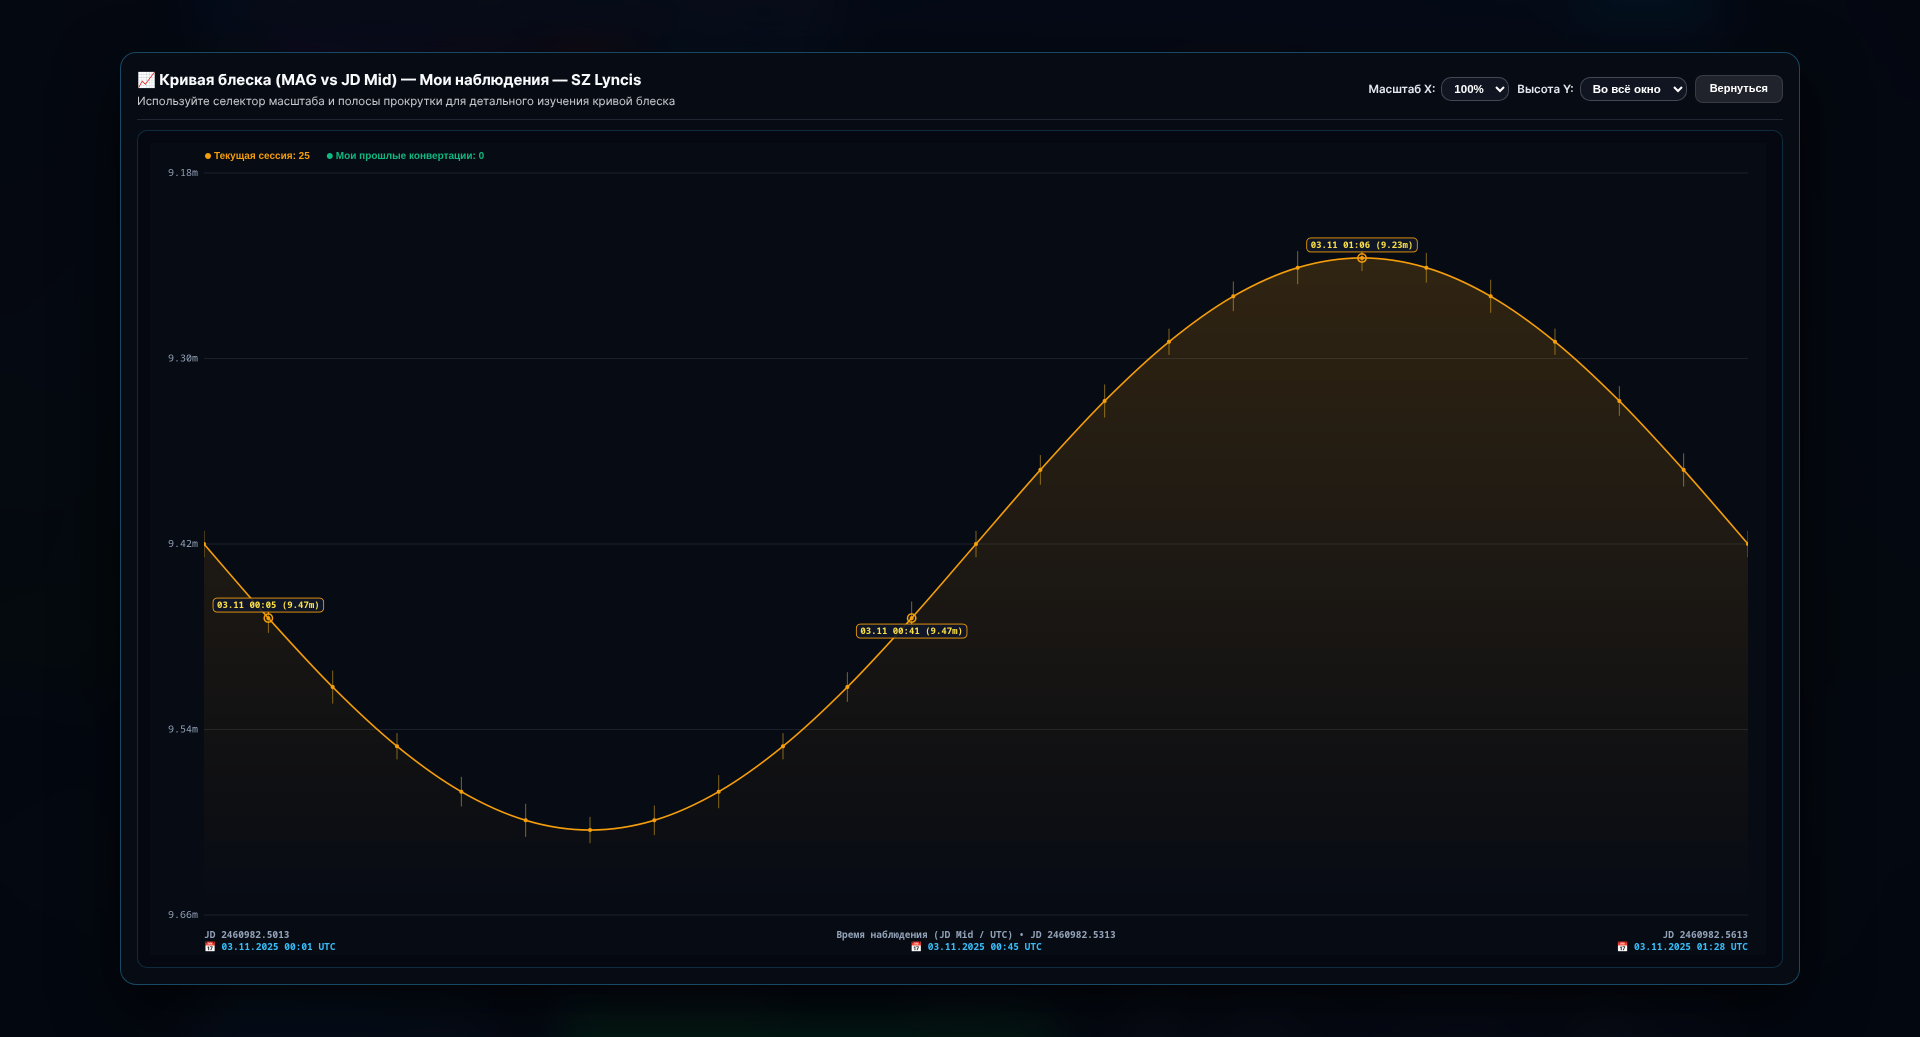 📈 Кривая блеска (MAG vs JD Mid) — Мои наблюдения — SZ Lyncis
Используйте селектор масштаба и полосы прокрутки для детального изучения кривой блеска
Масштаб X: 100% Высота Y: Во всё окно Вернуться
Текущая сессия: 25 Мои прошлые конвертации: 0
9.18m
03.11 01:06 (9.23m)
9.30m
9.42m
03.11 00:05 (9.47m)
03.11 00:41 (9.47m)
9.54m
9.66m
JD 2460982.5013 Время наблюдения (JD Mid / UTC) • JD 2460982.5313 JD 2460982.5613
📅 03.11.2025 00:01 UTC 📅 03.11.2025 00:45 UTC 📅 03.11.2025 01:28 UTC